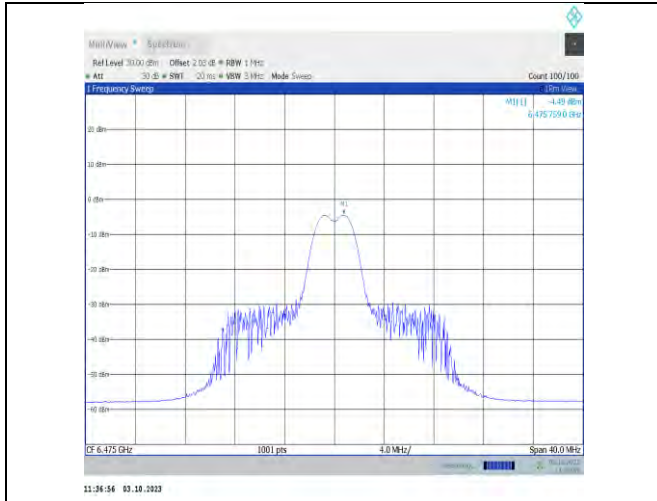 MultiView Spectrum
Ref Level 30.00 dBm Offset 2.03 dB RBW 1 MHz
Att 30 dB SWT 20 ms VBW 3 MHz Mode Sweep Count 100/100
1 Frequency Sweep 1Rm View
M1[1] -4.49 dBm
6.475 759 0 GHz
20 dBm
10 dBm
0 dBm
M1
-10 dBm
-20 dBm
-30 dBm
-40 dBm
-50 dBm
-60 dBm
CF 6.475 GHz 1001 pts 4.0 MHz/ Span 40.0 MHz
11:36:56 03.10.2023